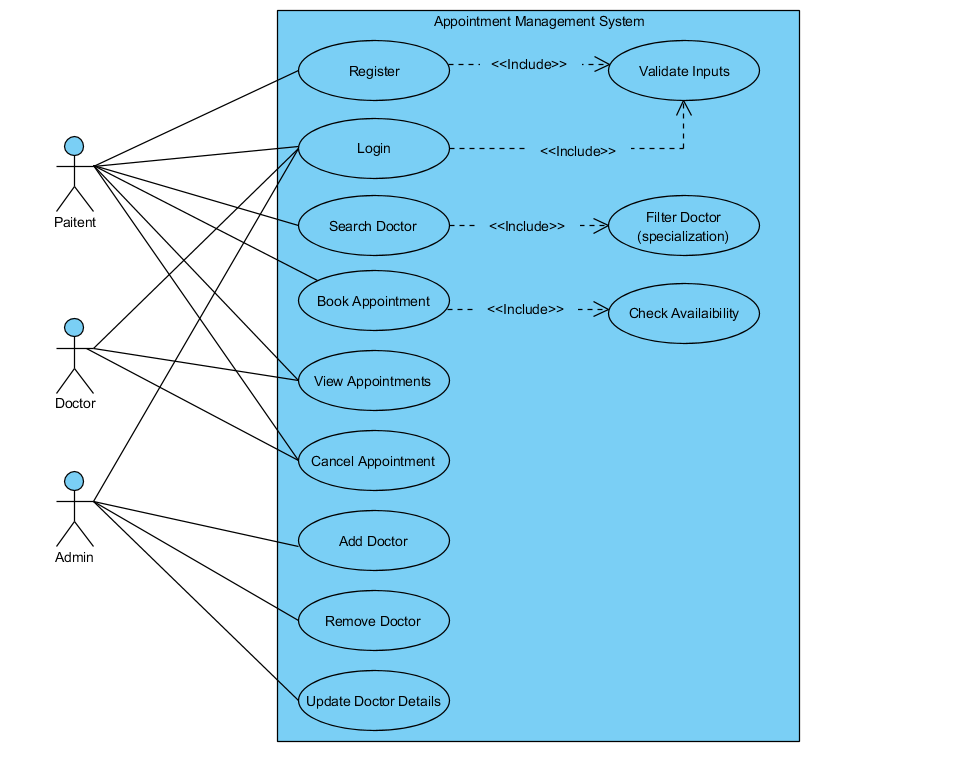 Appointment Management System
Register
<<Include>>
Validate Inputs
Login
<<Include>>
Paitent
Search Doctor
<<Include>>
Filter Doctor
(specialization)
Book Appointment
<<Include>>
Check Availaibility
Doctor
View Appointments
Cancel Appointment
Admin
Add Doctor
Remove Doctor
Update Doctor Details